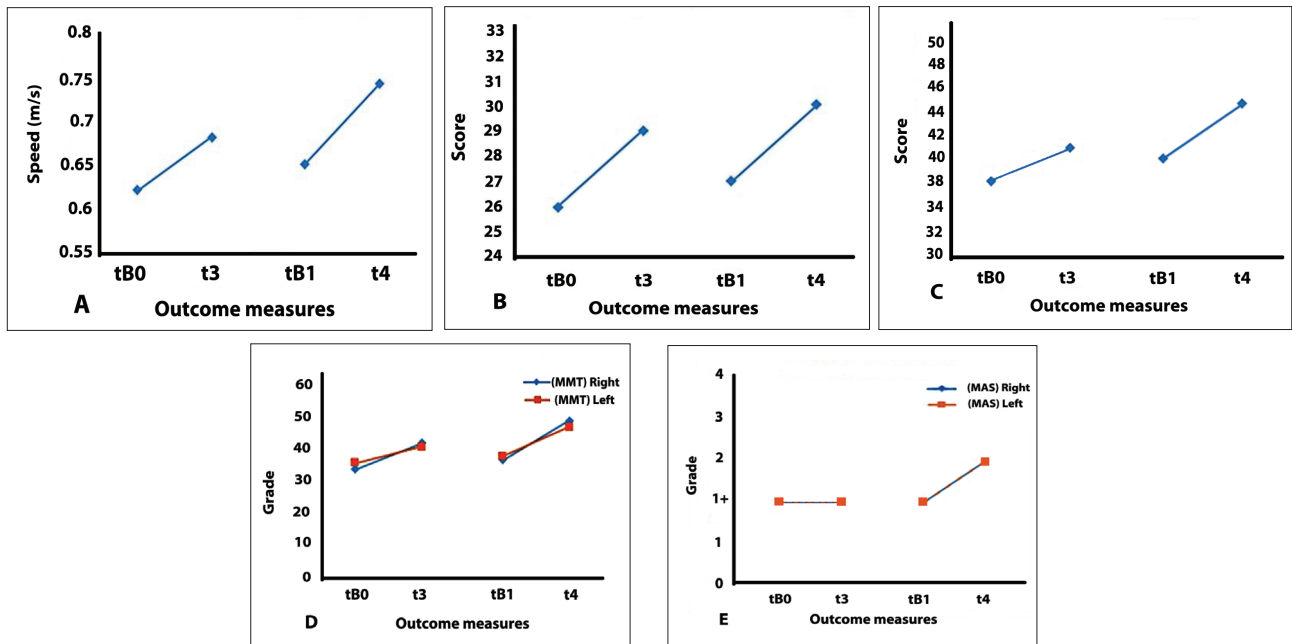 0.8
0.75
0.7
0.65
0.6
0.55
Speed (m/s)
tB0 t3 tB1 t4
A
Outcome measures
33
32
31
30
29
28
27
26
25
24
Score
tB0 t3 tB1 t4
B
Outcome measures
50
48
46
44
42
40
38
34
32
30
Score
tB0 t3 tB1 t4
C
Outcome measures
60
50
40
30
20
10
0
Grade
(MMT) Right
(MMT) Left
tB0 t3 tB1 t4
D
Outcome measures
4
3
2
1+
1
0
Grade
(MAS) Right
(MAS) Left
tB0 t3 tB1 t4
E
Outcome measures